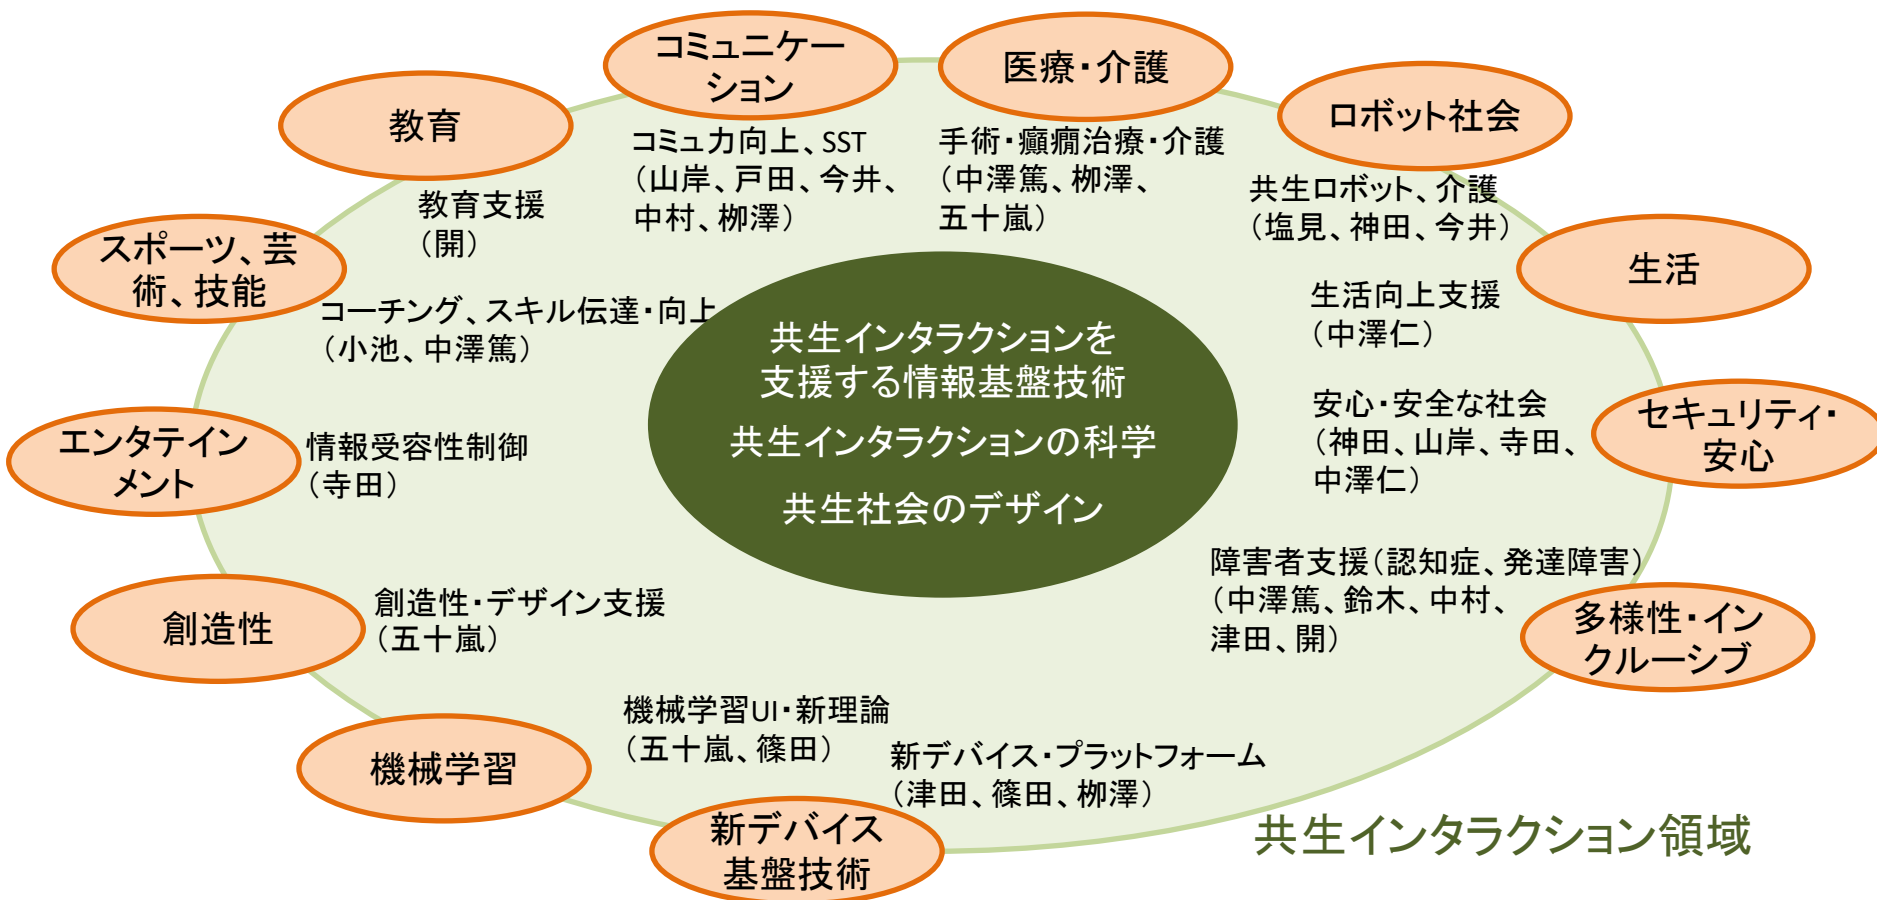 コミュニケー
ション
医療・介護
教育
ロボット社会
コミュ力向上、SST
（山岸、戸田、今井、
中村、栁澤）
手術・癲癇治療・介護
（中澤篤、栁澤、
五十嵐）
共生ロボット、介護
（塩見、神田、今井）
教育支援
（開）
スポーツ、芸
術、技能
生活
コーチング、スキル伝達・向上
（小池、中澤篤）
生活向上支援
（中澤仁）
共生インタラクションを
支援する情報基盤技術
共生インタラクションの科学
共生社会のデザイン
安心・安全な社会
（神田、山岸、寺田、
中澤仁）
セキュリティ・
安心
エンタテイン
メント
情報受容性制御
（寺田）
障害者支援（認知症、発達障害）
（中澤篤、鈴木、中村、
津田、開）
多様性・イン
クルーシブ
創造性
創造性・デザイン支援
（五十嵐）
機械学習UI・新理論
（五十嵐、篠田）
機械学習
新デバイス・プラットフォーム
（津田、篠田、栁澤）
新デバイス
基盤技術
共生インタラクション領域